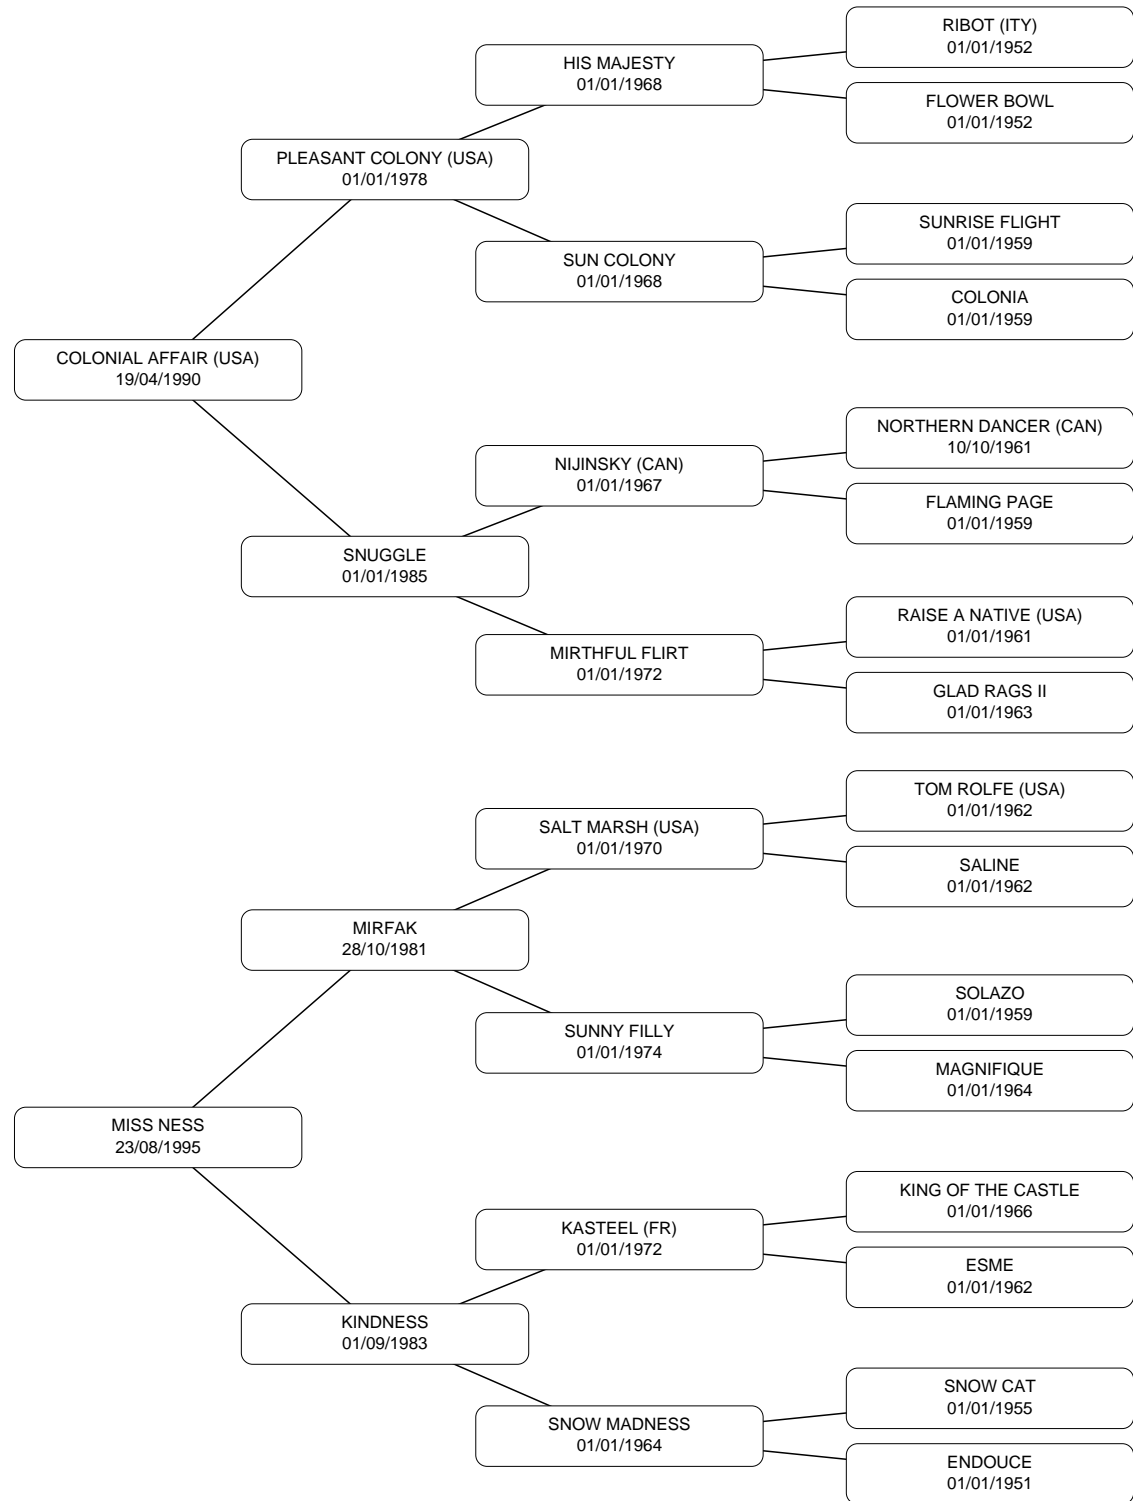 RIBOT (ITY)
01/01/1952
HIS MAJESTY
01/01/1968
FLOWER BOWL
01/01/1952
PLEASANT COLONY (USA)
01/01/1978
SUNRISE FLIGHT
01/01/1959
SUN COLONY
01/01/1968
COLONIA
01/01/1959
COLONIAL AFFAIR (USA)
19/04/1990
NORTHERN DANCER (CAN)
10/10/1961
NIJINSKY (CAN)
01/01/1967
FLAMING PAGE
01/01/1959
SNUGGLE
01/01/1985
RAISE A NATIVE (USA)
01/01/1961
MIRTHFUL FLIRT
01/01/1972
GLAD RAGS II
01/01/1963
TOM ROLFE (USA)
01/01/1962
SALT MARSH (USA)
01/01/1970
SALINE
01/01/1962
MIRFAK
28/10/1981
SOLAZO
01/01/1959
SUNNY FILLY
01/01/1974
MAGNIFIQUE
01/01/1964
MISS NESS
23/08/1995
KING OF THE CASTLE
01/01/1966
KASTEEL (FR)
01/01/1972
ESME
01/01/1962
KINDNESS
01/09/1983
SNOW CAT
01/01/1955
SNOW MADNESS
01/01/1964
ENDOUCE
01/01/1951